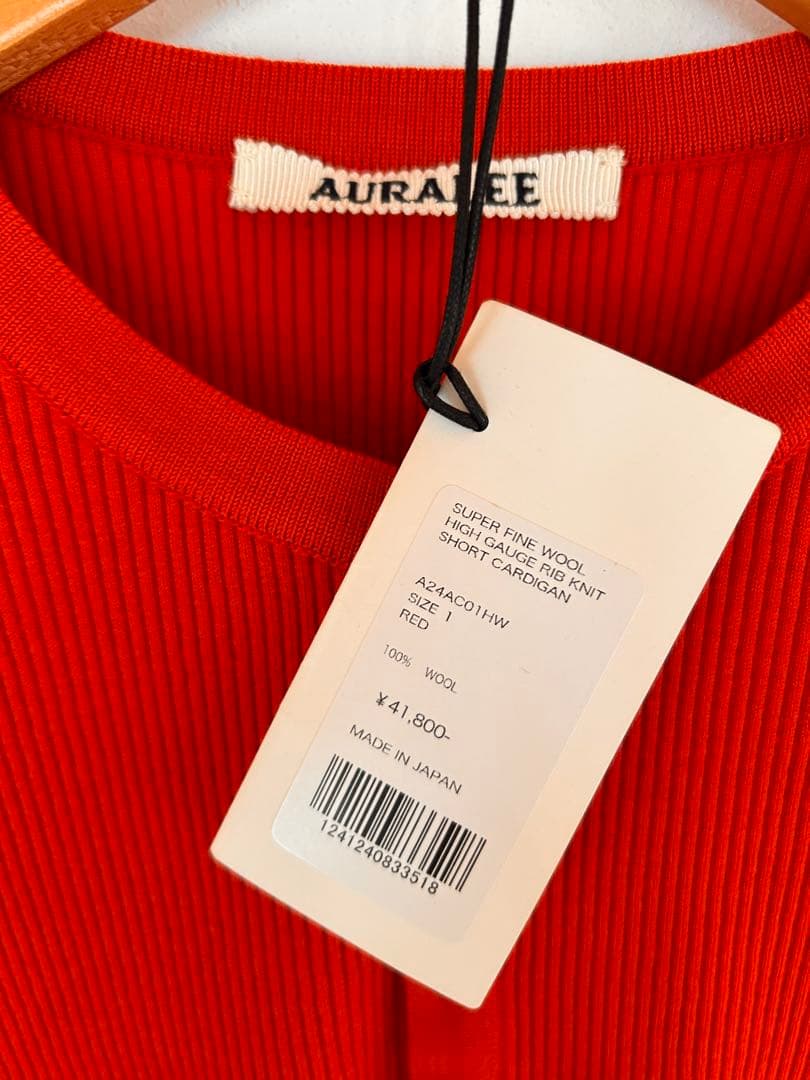 AURALEE
SUPER FINE WOOL
HIGH GAUGE RIB KNIT
SHORT CARDIGAN
A24AC01HW
SIZE 1
RED
100% WOOL
¥41,800-
MADE IN JAPAN
1241240833518